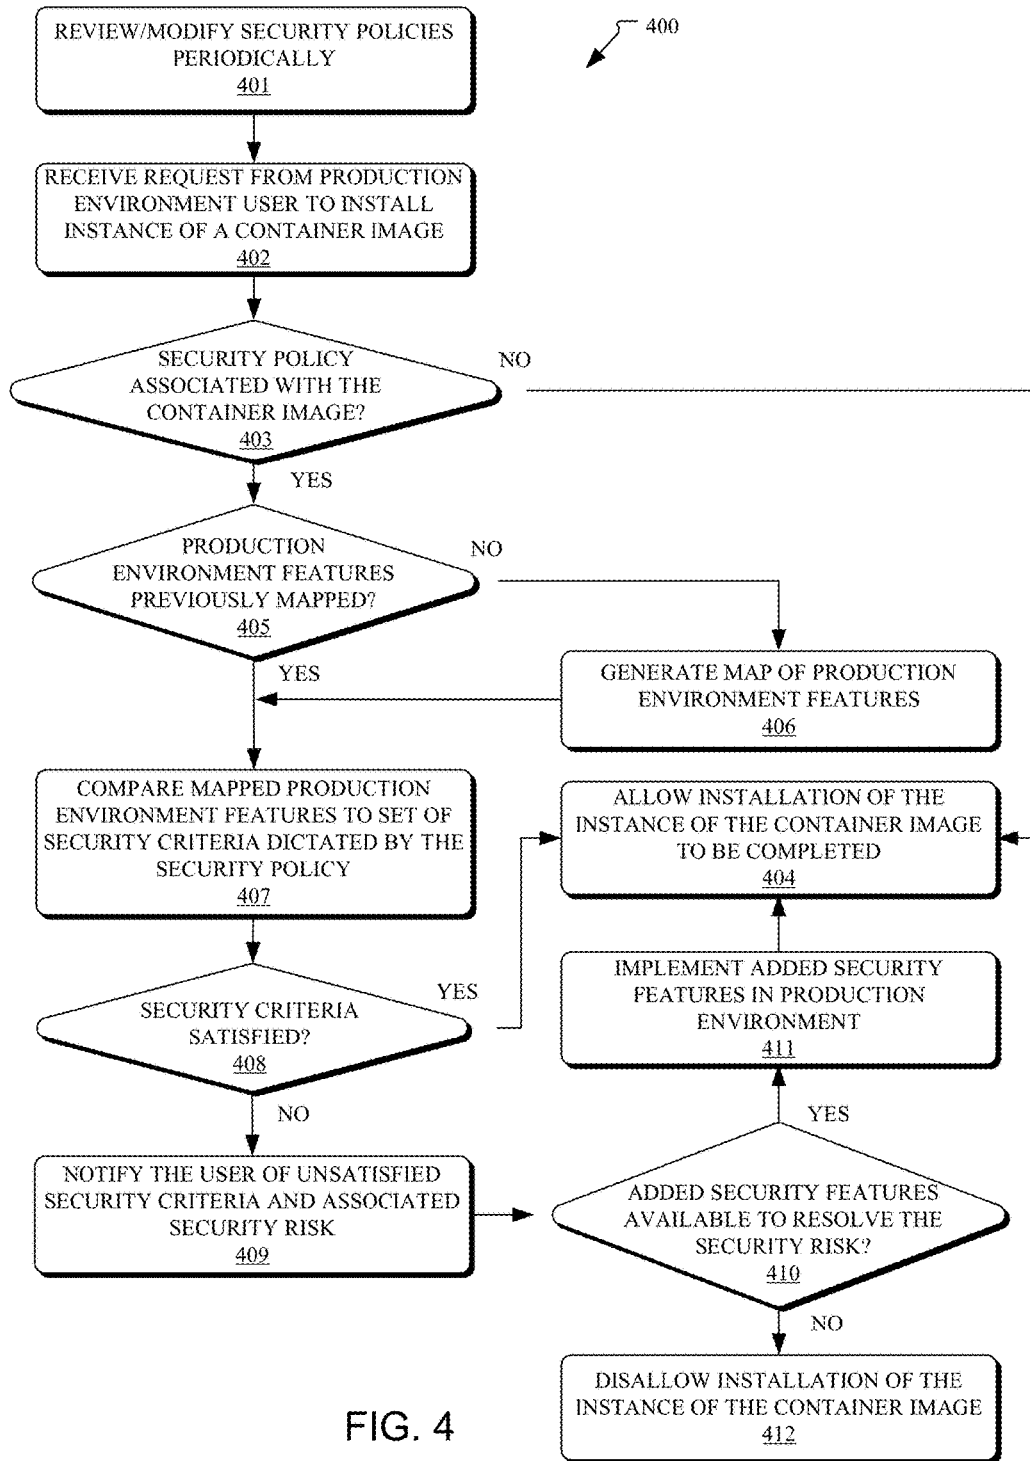 400
REVIEW/MODIFY SECURITY POLICIES
PERIODICALLY
401
RECEIVE REQUEST FROM PRODUCTION
ENVIRONMENT USER TO INSTALL
INSTANCE OF A CONTAINER IMAGE
402
SECURITY POLICY
ASSOCIATED WITH THE
CONTAINER IMAGE?
403
NO
YES
PRODUCTION
ENVIRONMENT FEATURES
PREVIOUSLY MAPPED?
405
NO
YES
GENERATE MAP OF PRODUCTION
ENVIRONMENT FEATURES
406
COMPARE MAPPED PRODUCTION
ENVIRONMENT FEATURES TO SET OF
SECURITY CRITERIA DICTATED BY THE
SECURITY POLICY
407
ALLOW INSTALLATION OF THE
INSTANCE OF THE CONTAINER IMAGE
TO BE COMPLETED
404
SECURITY CRITERIA
SATISFIED?
408
YES
NO
IMPLEMENT ADDED SECURITY
FEATURES IN PRODUCTION
ENVIRONMENT
411
NOTIFY THE USER OF UNSATISFIED
SECURITY CRITERIA AND ASSOCIATED
SECURITY RISK
409
YES
ADDED SECURITY FEATURES
AVAILABLE TO RESOLVE THE
SECURITY RISK?
410
NO
DISALLOW INSTALLATION OF THE
INSTANCE OF THE CONTAINER IMAGE
412
FIG. 4